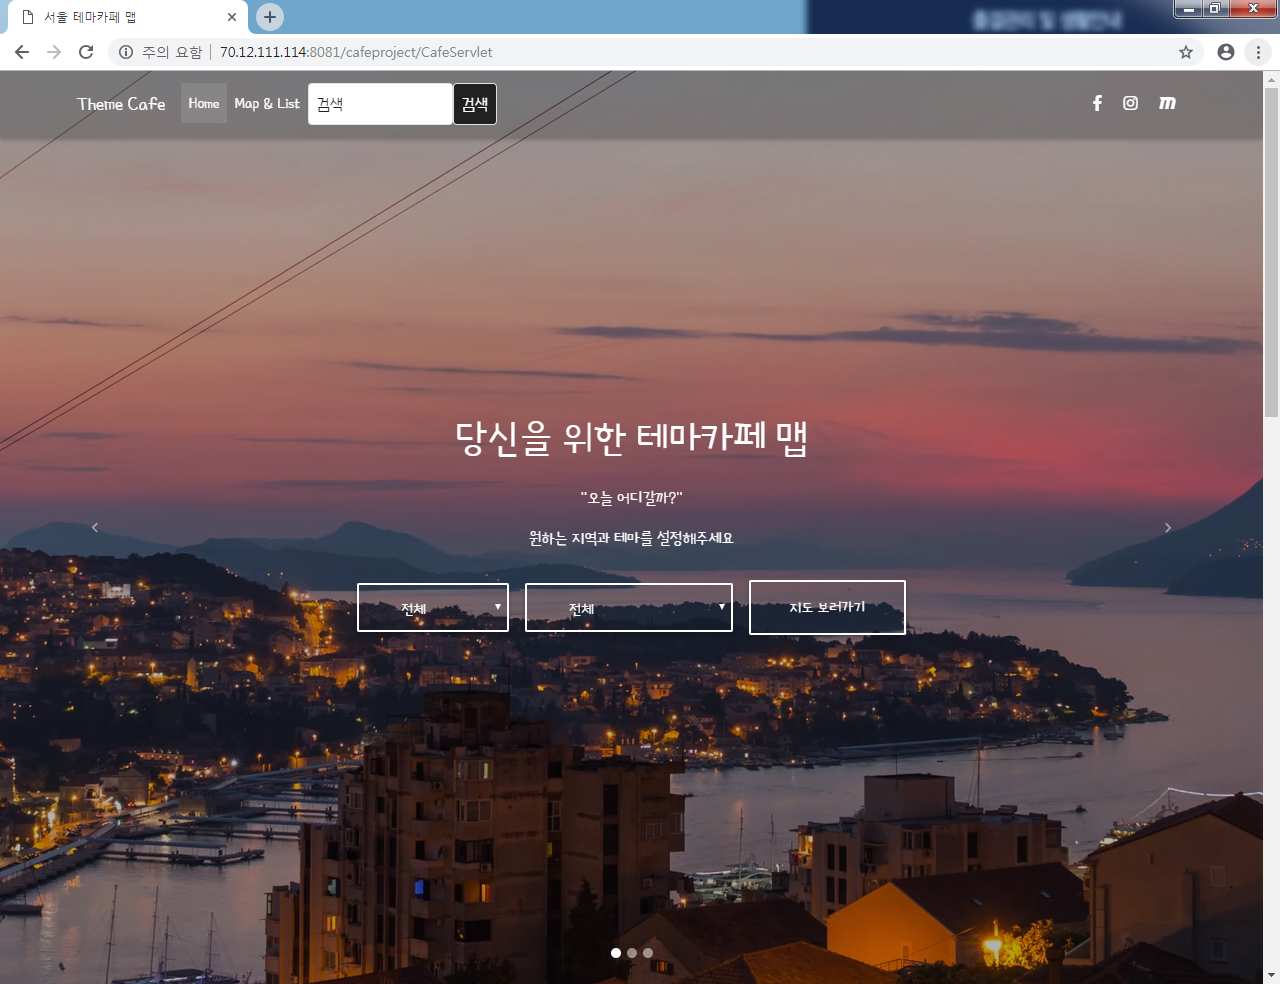 서울 테마카페 맵
주의 요함 70.12.111.114:8081/cafeproject/CafeServlet
Theme Cafe Home Map & List 검색 검색
당신을 위한 테마카페 맵
"오늘 어디갈까?"
원하는 지역과 테마를 설정해주세요
전체 전체 지도 보러가기